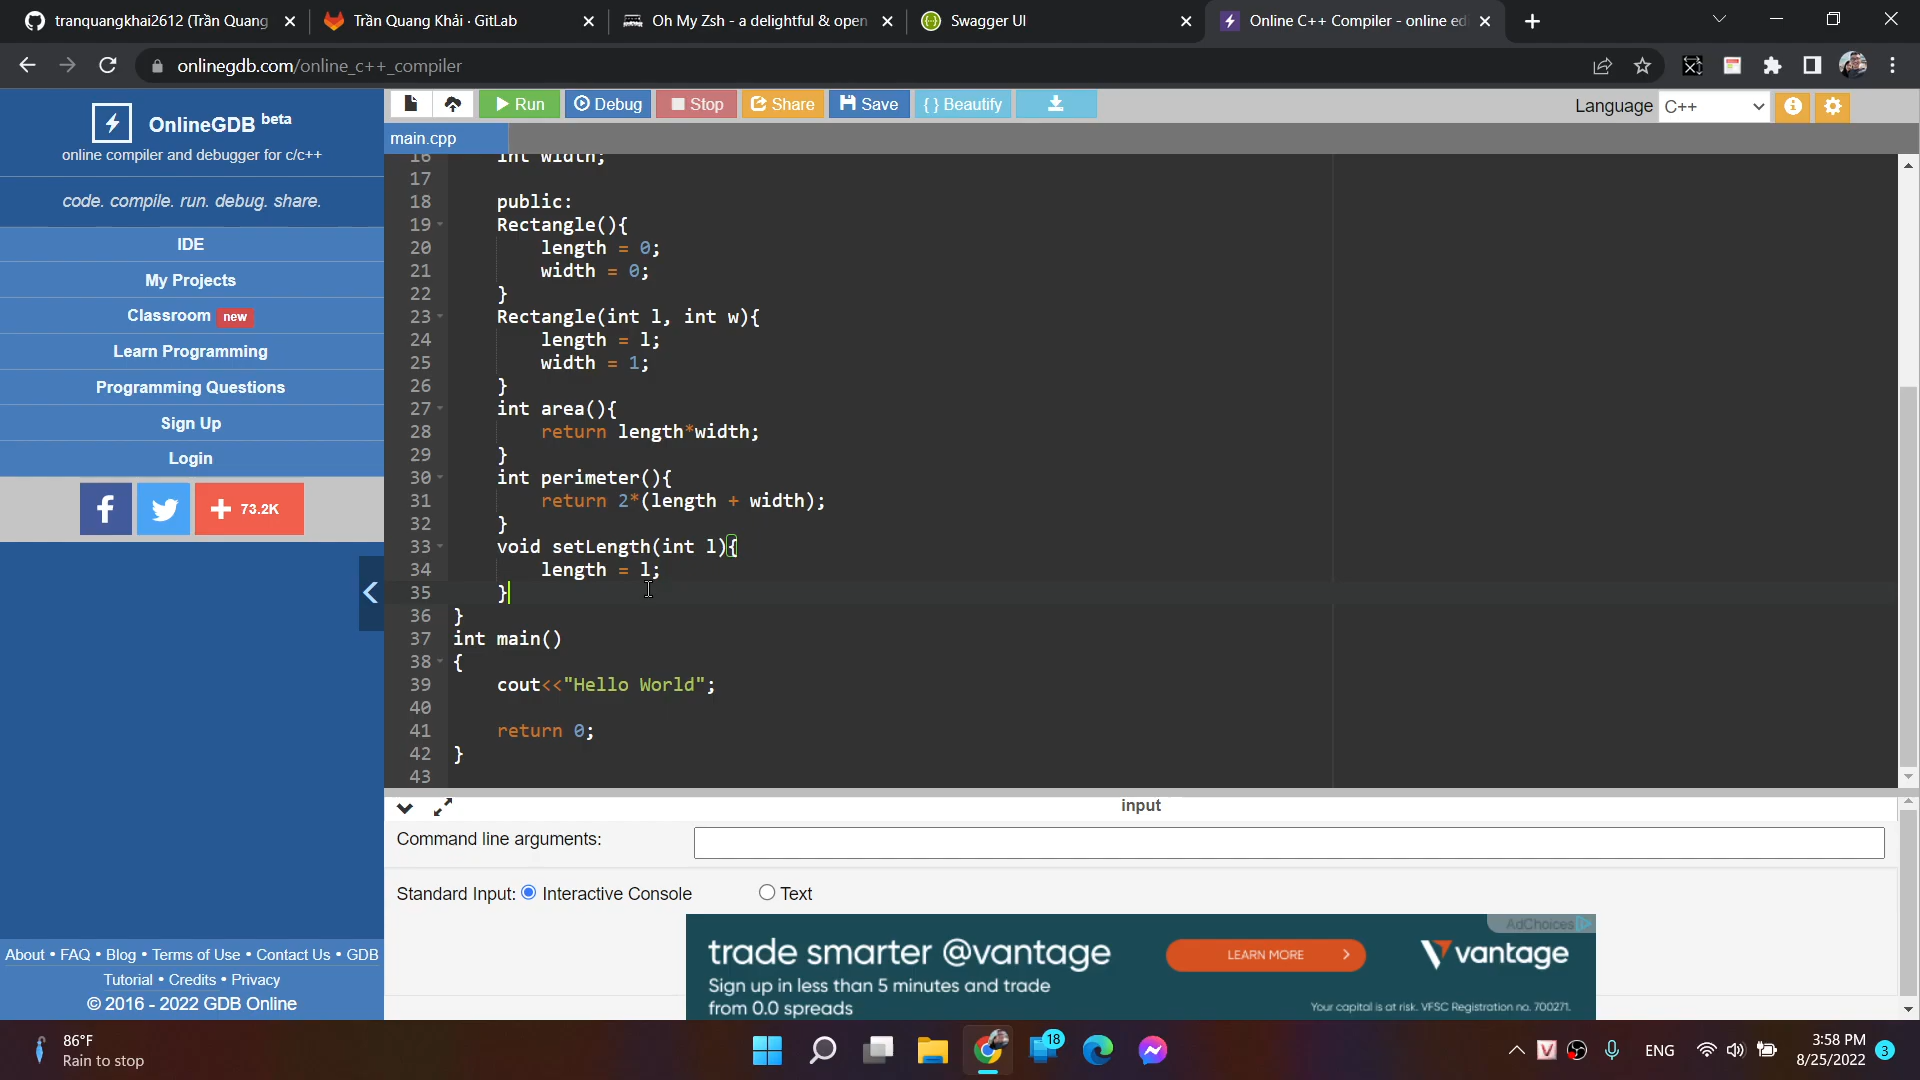 tranquangkhai2612 (Trần Quang
Trần Quang Khải · GitLab
Oh My Zsh - a delightful & open
Swagger UI
Online C++ Compiler - online ed
onlinegdb.com/online_c++_compiler
OnlineGDB beta
online compiler and debugger for c/c++
code. compile. run. debug. share.
IDE
My Projects
Classroom new
Learn Programming
Programming Questions
Sign Up
Login
f
+ 73.2K
About • FAQ • Blog • Terms of Use • Contact Us • GDB
Tutorial • Credits • Privacy
© 2016 - 2022 GDB Online
Run Debug Stop Share Save { } Beautify
Language C++
main.cpp
16 int width;
17
18 public:
19 Rectangle(){
20 length = 0;
21 width = 0;
22 }
23 Rectangle(int l, int w){
24 length = l;
25 width = 1;
26 }
27 int area(){
28 return length*width;
29 }
30 int perimeter(){
31 return 2*(length + width);
32 }
33 void setLength(int l){
34 length = l;
35 }
36 }
37 int main()
38 {
39 cout<<"Hello World";
40
41 return 0;
42 }
43
input
Command line arguments:
Standard Input: Interactive Console Text
AdChoices
trade smarter @vantage
Sign up in less than 5 minutes and trade
from 0.0 spreads
LEARN MORE
vantage
Your capital is at risk. VFSC Registration no. 700271.
86°F
Rain to stop
18
V
ENG
3:58 PM
8/25/2022
3